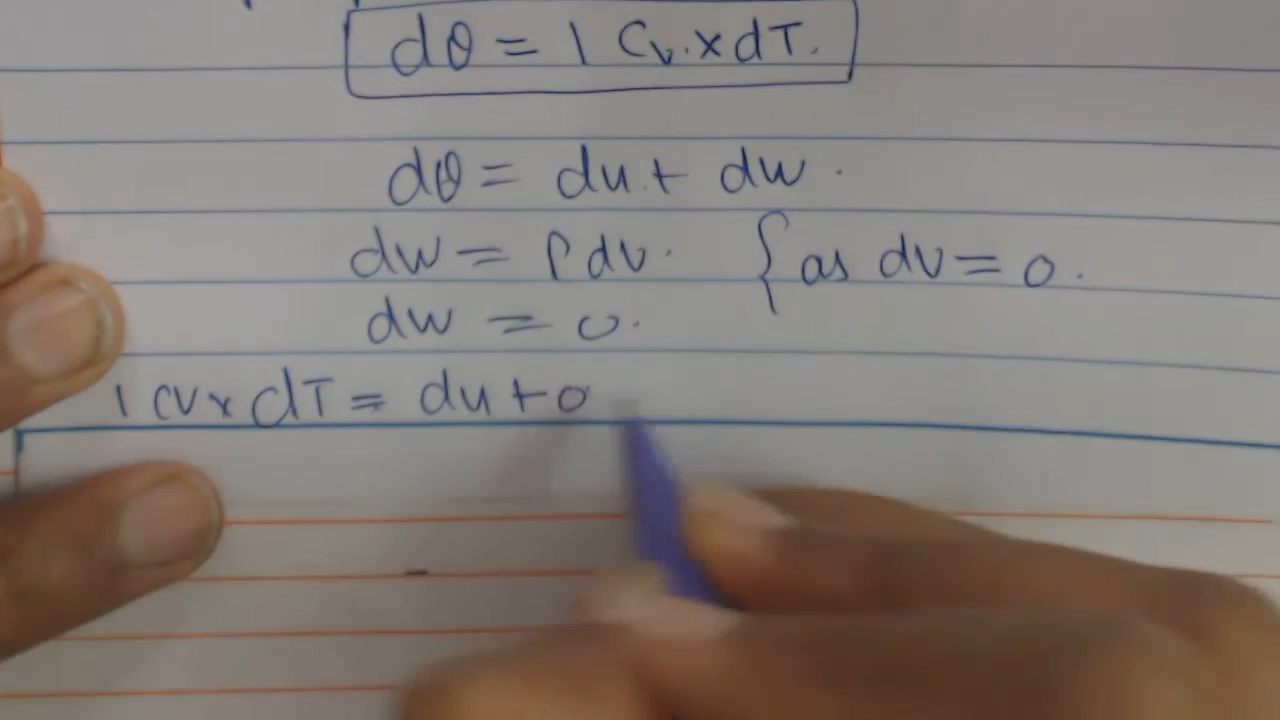 dθ = 1 Cv. × dT.
dθ = du + dw.
dw = Pdv. { as dv = 0.
dw = 0.
1 CV × dT = du + 0